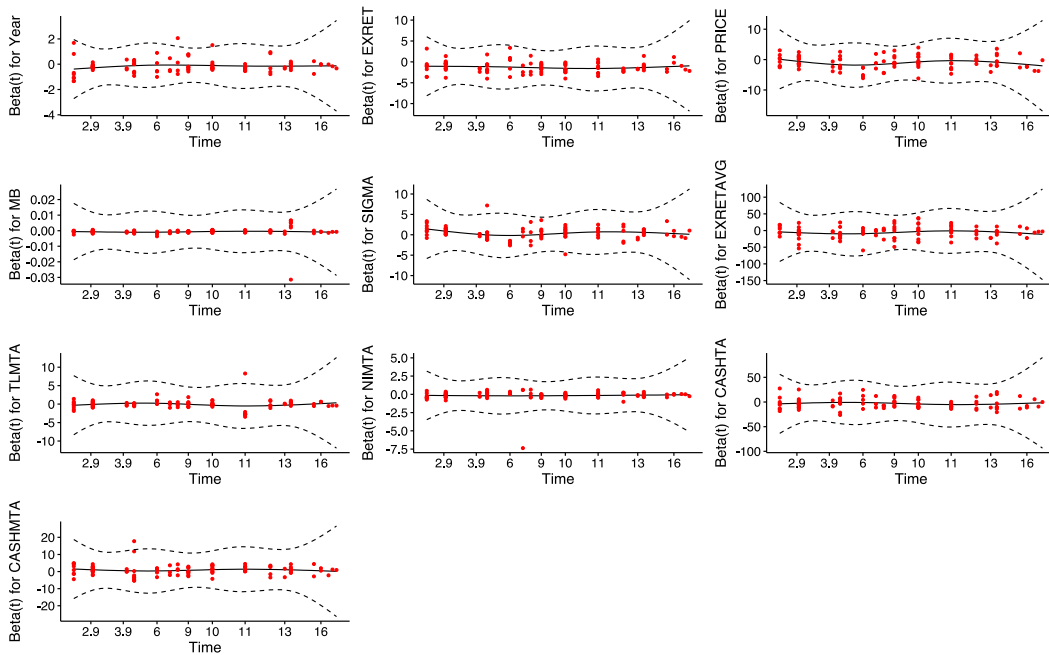 Beta(t) for Year
2
0
-2
-4
2.9 3.9 6 9 10 11 13 16
Time
Beta(t) for EXRET
10
5
0
-5
-10
2.9 3.9 6 9 10 11 13 16
Time
Beta(t) for PRICE
10
0
-10
2.9 3.9 6 9 10 11 13 16
Time
Beta(t) for MB
0.02
0.01
0.00
-0.01
-0.02
-0.03
2.9 3.9 6 9 10 11 13 16
Time
Beta(t) for SIGMA
10
5
0
-5
-10
2.9 3.9 6 9 10 11 13 16
Time
Beta(t) for EXRETAVG
100
50
0
-50
-100
-150
2.9 3.9 6 9 10 11 13 16
Time
Beta(t) for TLMTA
10
5
0
-5
-10
2.9 3.9 6 9 10 11 13 16
Time
Beta(t) for NIMTA
5.0
2.5
0.0
-2.5
-5.0
-7.5
2.9 3.9 6 9 10 11 13 16
Time
Beta(t) for CASHTA
50
0
-50
-100
2.9 3.9 6 9 10 11 13 16
Time
Beta(t) for CASHMTA
20
10
0
-10
-20
2.9 3.9 6 9 10 11 13 16
Time